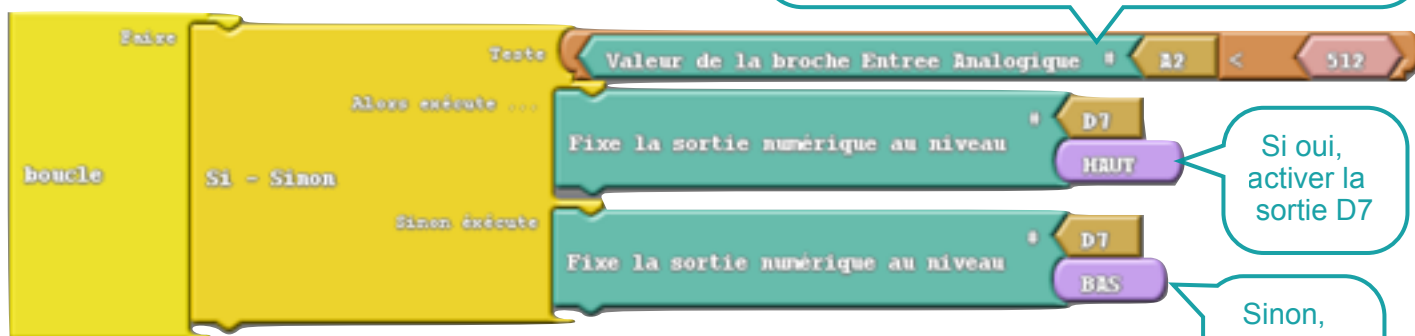 Faire
Teste
Valeur de la broche Entree Analogique # A2 < 512
Alors exécute ...
# D7
Fixe la sortie numérique au niveau
HAUT
Si oui,
activer la
sortie D7
boucle
Si - Sinon
Sinon éxécute
# D7
Fixe la sortie numérique au niveau
BAS
Sinon,